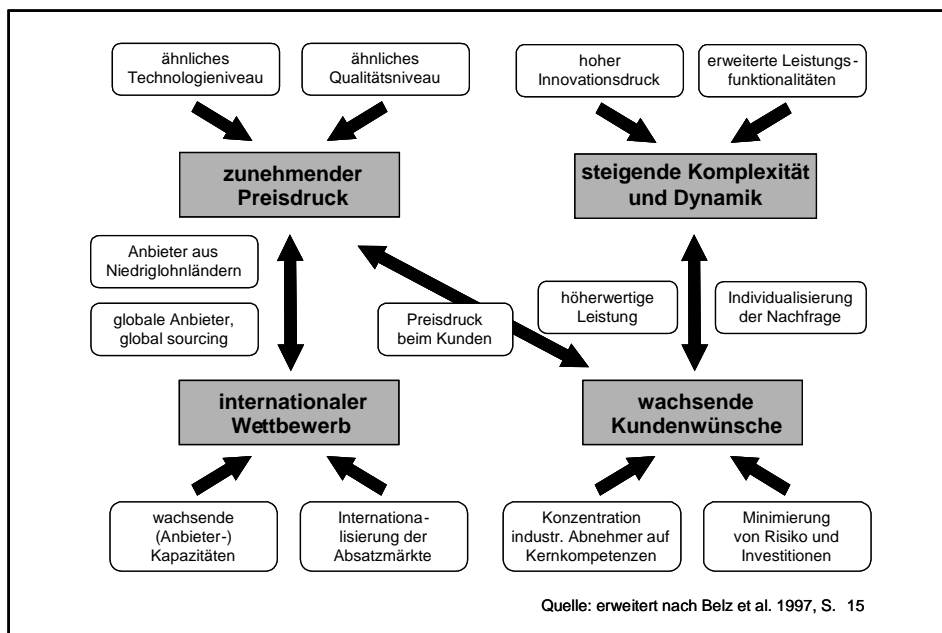 ähnliches
Technologieniveau
ähnliches
Qualitätsniveau
hoher
Innovationsdruck
erweiterte Leistungs-
funktionalitäten
zunehmender
Preisdruck
steigende Komplexität
und Dynamik
Anbieter aus
Niedriglohnländern
globale Anbieter,
global sourcing
Preisdruck
beim Kunden
höherwertige
Leistung
Individualisierung
der Nachfrage
internationaler
Wettbewerb
wachsende
Kundenwünsche
wachsende
(Anbieter-)
Kapazitäten
Internationa-
lisierung der
Absatzmärkte
Konzentration
industr. Abnehmer auf
Kernkompetenzen
Minimierung
von Risiko und
Investitionen
Quelle: erweitert nach Belz et al. 1997, S. 15